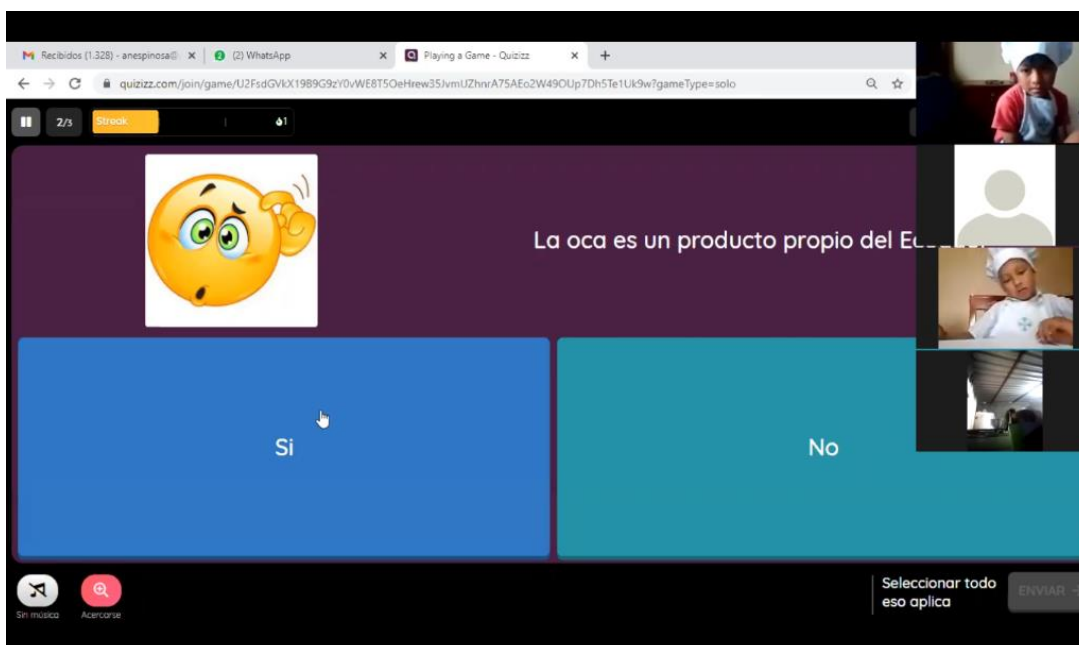 Recibidos (1.328) - anespinosa
(2) WhatsApp
Playing a Game - Quizizz
quizizz.com/join/game/U2FsdGVkX19B9G9zY0vWE8T5OeHrew35JvmUZhnrA75AEo2W49OUp7Dh5Te1Uk9w?gameType=solo
2/3
Streak
1
La oca es un producto propio del
Si
No
Sin música
Acercarse
Seleccionar todo
eso aplica
ENVIAR